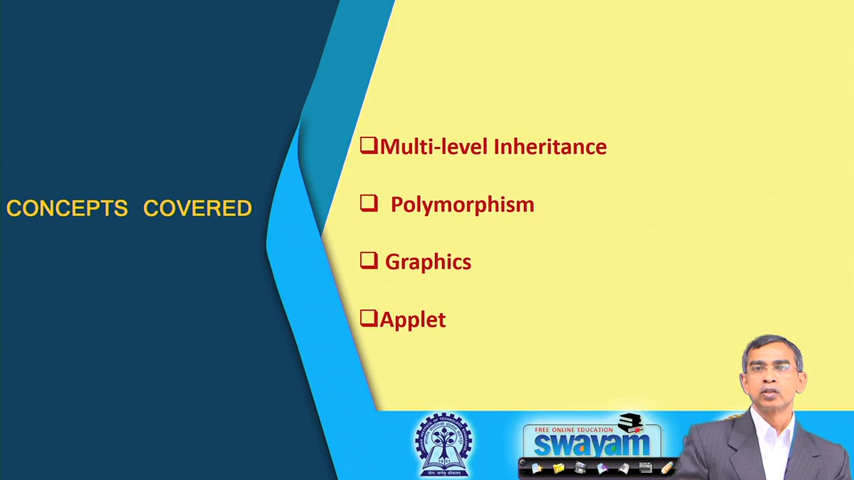 CONCEPTS COVERED
Multi-level Inheritance
Polymorphism
Graphics
Applet
FREE ONLINE EDUCATION
swayam